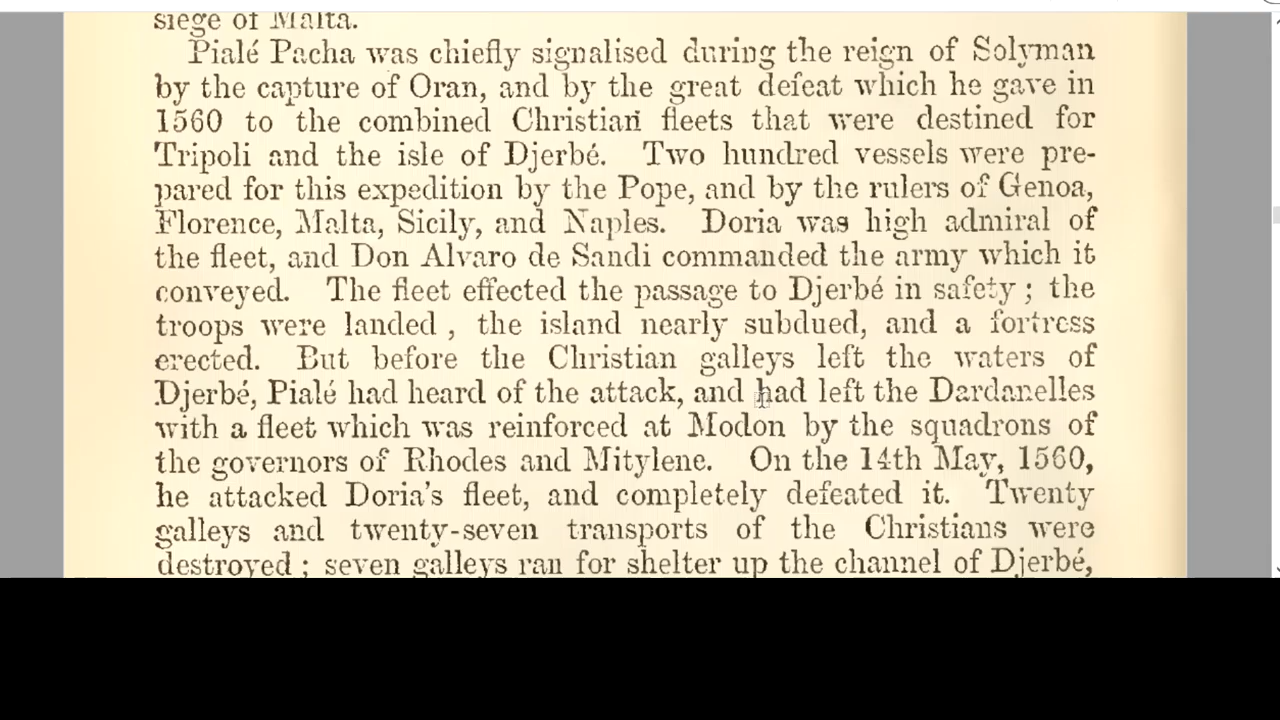 siege of Malta.
Pialé Pacha was chiefly signalised during the reign of Solyman
by the capture of Oran, and by the great defeat which he gave in
1560 to the combined Christian fleets that were destined for
Tripoli and the isle of Djerbé. Two hundred vessels were pre-
pared for this expedition by the Pope, and by the rulers of Genoa,
Florence, Malta, Sicily, and Naples. Doria was high admiral of
the fleet, and Don Alvaro de Sandi commanded the army which it
conveyed. The fleet effected the passage to Djerbé in safety; the
troops were landed, the island nearly subdued, and a fortress
erected. But before the Christian galleys left the waters of
Djerbé, Pialé had heard of the attack, and had left the Dardanelles
with a fleet which was reinforced at Modon by the squadrons of
the governors of Rhodes and Mitylene. On the 14th May, 1560,
he attacked Doria's fleet, and completely defeated it. Twenty
galleys and twenty-seven transports of the Christians were
destroyed; seven galleys ran for shelter up the channel of Djerbé,